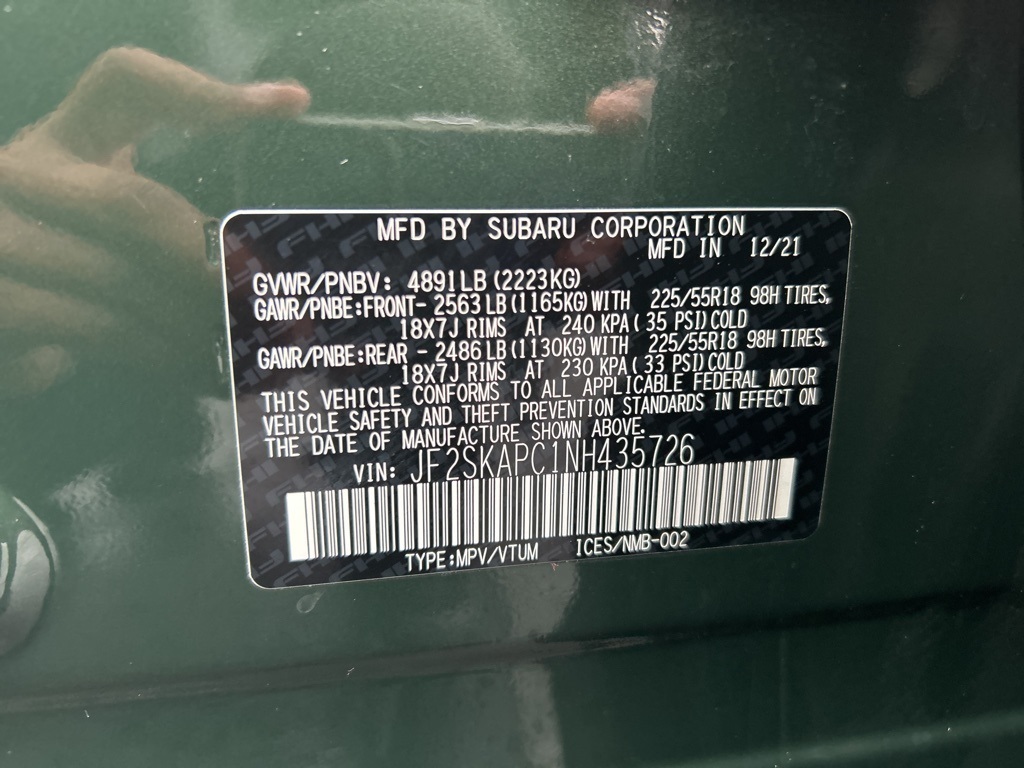 MFD BY SUBARU CORPORATION
MFD IN 12/21
GVWR/PNBV: 4891LB (2223KG)
GAWR/PNBE:FRONT- 2563 LB (1165KG) WITH 225/55R18 98H TIRES,
18X7J RIMS AT 240 KPA ( 35 PSI) COLD
GAWR/PNBE:REAR - 2486 LB (1130KG) WITH 225/55R18 98H TIRES,
18X7J RIMS AT 230 KPA ( 33 PSI) COLD
THIS VEHICLE CONFORMS TO ALL APPLICABLE FEDERAL MOTOR
VEHICLE SAFETY AND THEFT PREVENTION STANDARDS IN EFFECT ON
THE DATE OF MANUFACTURE SHOWN ABOVE.
VIN: JF2SKAPC1NH435726
TYPE:MPV/VTUM ICES/NMB-002